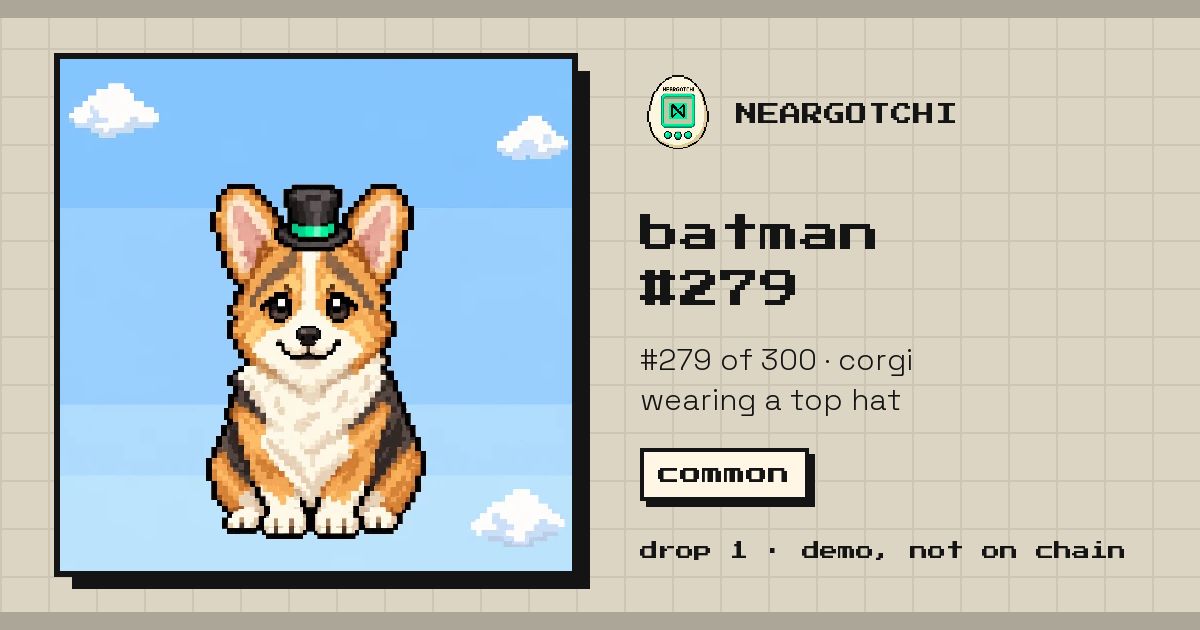 NEARGOTCHI
NEARGOTCHI
batman
#279
#279 of 300 · corgi
wearing a top hat
common
drop 1 · demo, not on chain